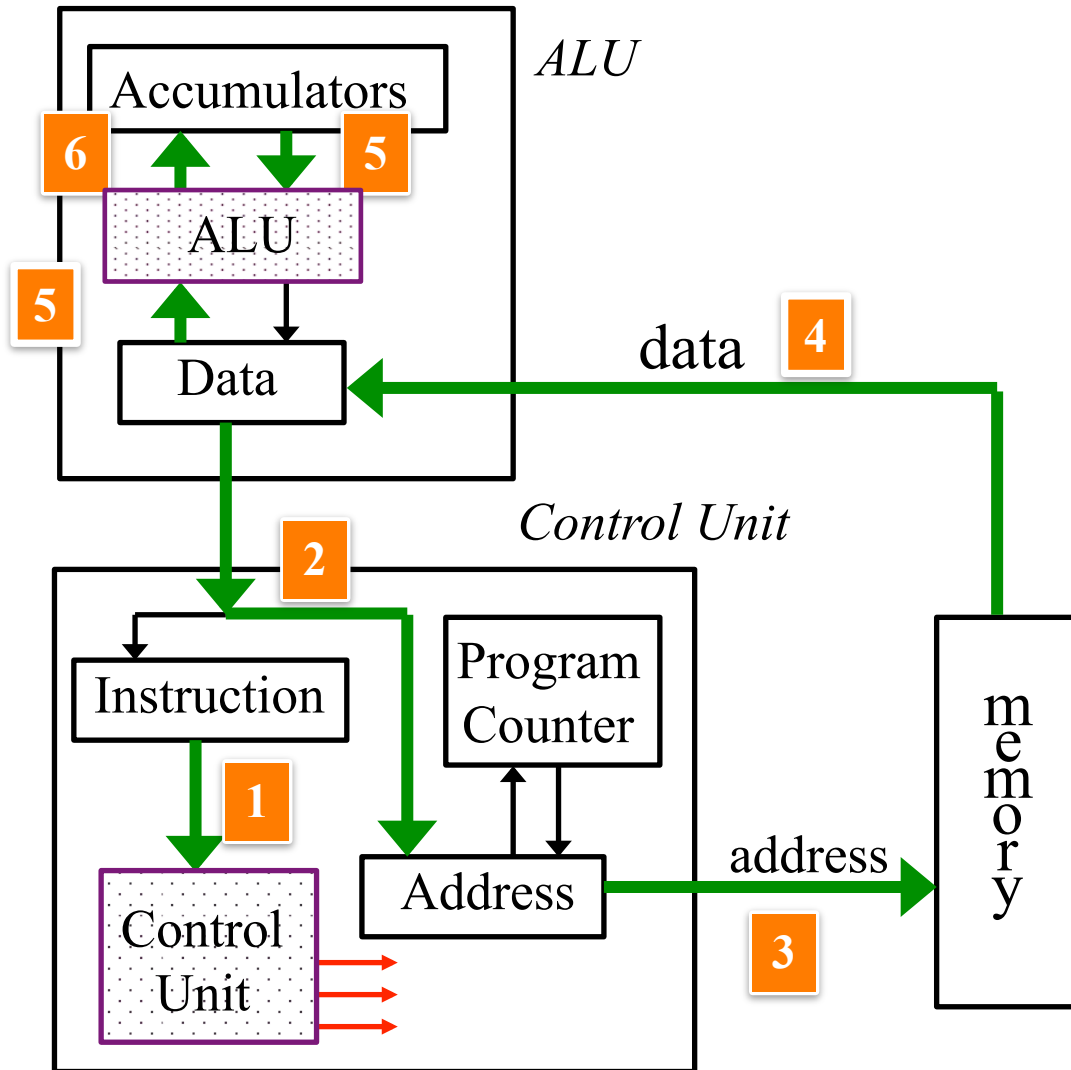 ALU
Accumulators
6
5
ALU
5
Data
data
4
Control Unit
2
Instruction
Program
Counter
memory
1
Address
address
Control
Unit
3